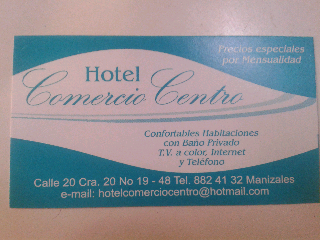 Precios especiales
por Mensualidad
Hotel
Comercio Centro
Confortables Habitaciones
con Baño Privado
T.V. a color, Internet
y Teléfono
Calle 20 Cra. 20 No 19 - 48 Tel. 882 41 32 Manizales
e-mail: hotelcomerciocentro@hotmail.com